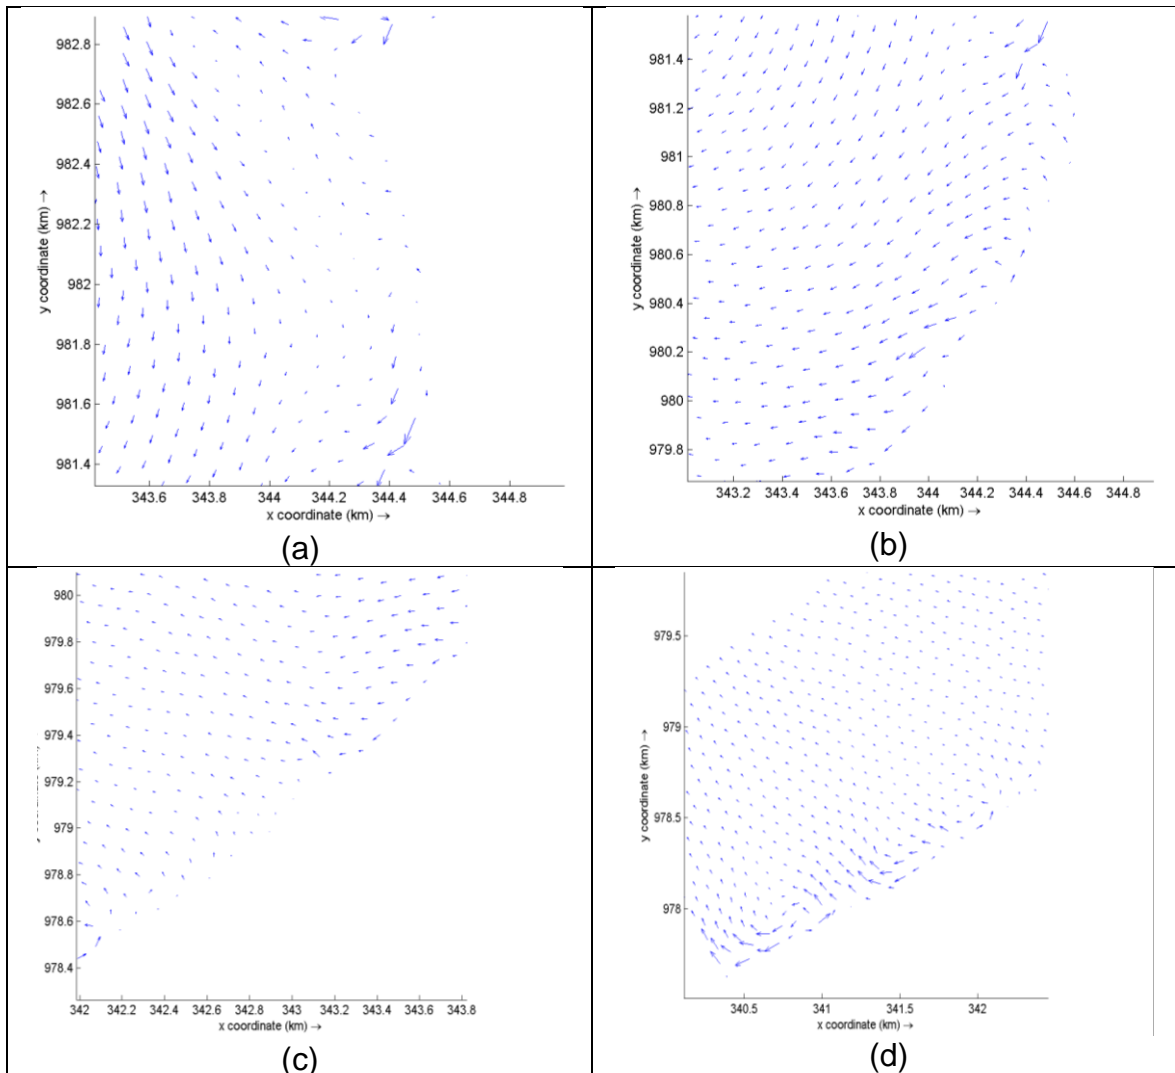 982.8
982.6
982.4
982.2
982
981.8
981.6
981.4
y coordinate (km) →
343.6 343.8 344 344.2 344.4 344.6 344.8
x coordinate (km) →
(a)
981.4
981.2
981
980.8
980.6
980.4
980.2
980
979.8
y coordinate (km) →
343.2 343.4 343.6 343.8 344 344.2 344.4 344.6 344.8
x coordinate (km) →
(b)
980
979.8
979.6
979.4
979.2
979
978.8
978.6
978.4
342 342.2 342.4 342.6 342.8 343 343.2 343.4 343.6 343.8
x coordinate (km) →
(c)
979.5
979
978.5
978
y coordinate (km) →
340.5 341 341.5 342
x coordinate (km) →
(d)